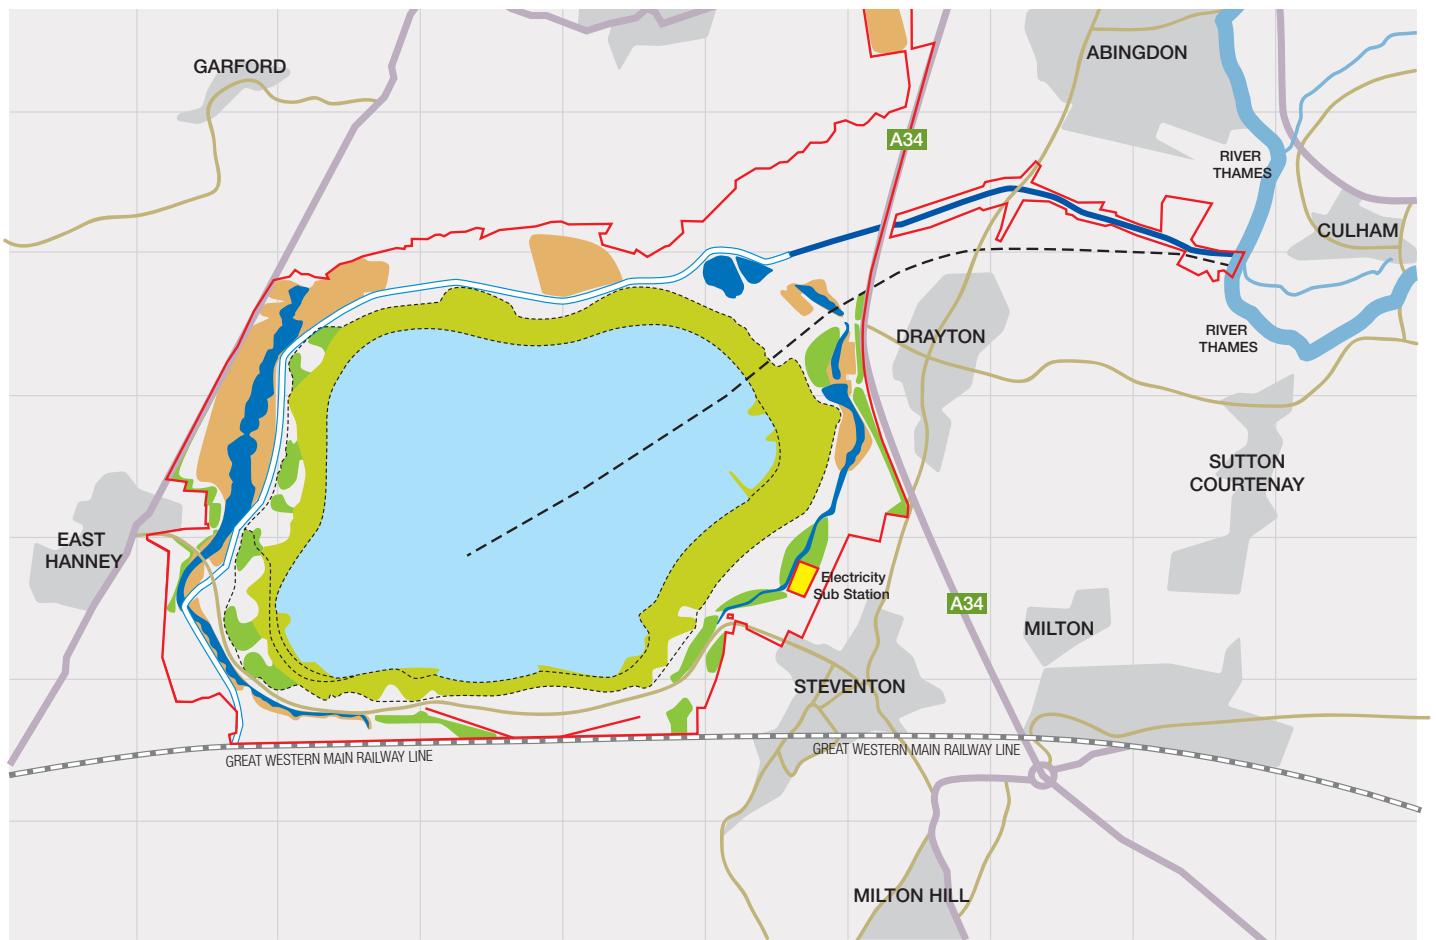 GARFORD
ABINGDON
A34
RIVER
THAMES
CULHAM
RIVER
THAMES
DRAYTON
SUTTON
COURTENAY
EAST
HANNEY
Electricity
Sub Station
A34
MILTON
STEVENTON
GREAT WESTERN MAIN RAILWAY LINE
GREAT WESTERN MAIN RAILWAY LINE
MILTON HILL